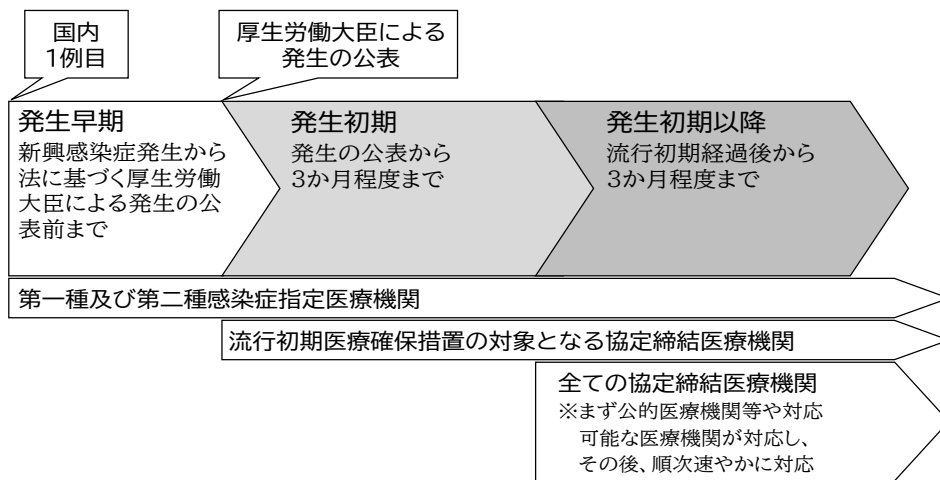 国内
1例目
厚生労働大臣による
発生の公表
発生早期
新興感染症発生から
法に基づく厚生労働
大臣による発生の公
表前まで
発生初期
発生の公表から
3か月程度まで
発生初期以降
流行初期経過後から
3か月程度まで
第一種及び第二種感染症指定医療機関
流行初期医療確保措置の対象となる協定締結医療機関
全ての協定締結医療機関
※まず公的医療機関等や対応
可能な医療機関が対応し、
その後、順次速やかに対応